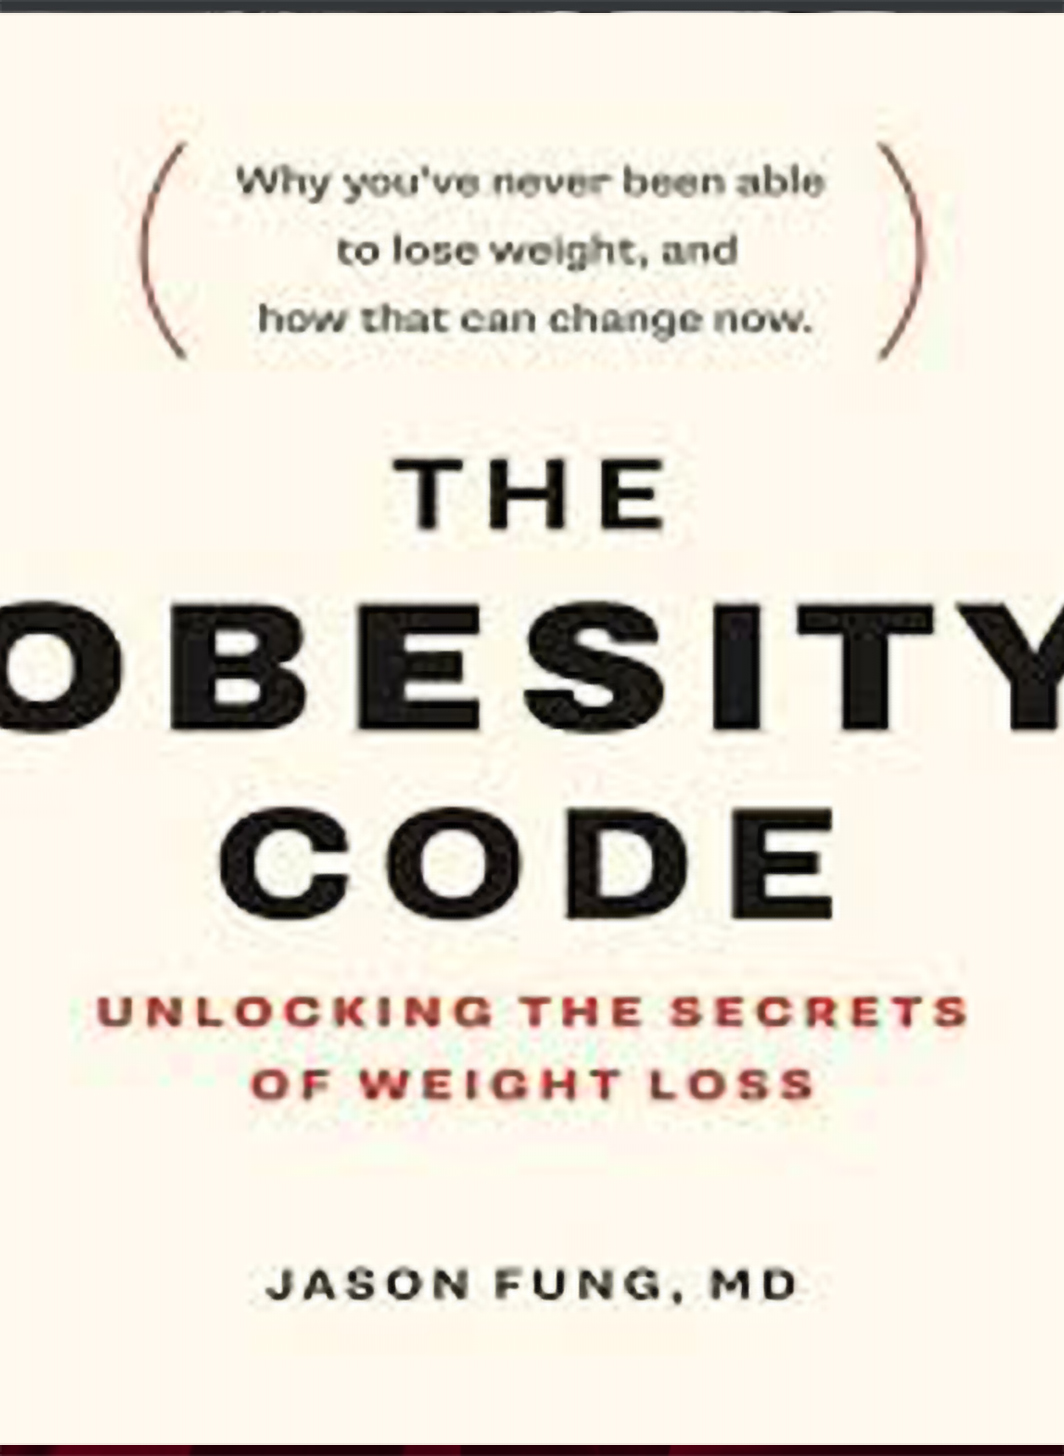 Why you've never been able
to lose weight, and
how that can change now.
THE
OBESITY
CODE
UNLOCKING THE SECRETS
OF WEIGHT LOSS
JASON FUNG, MD